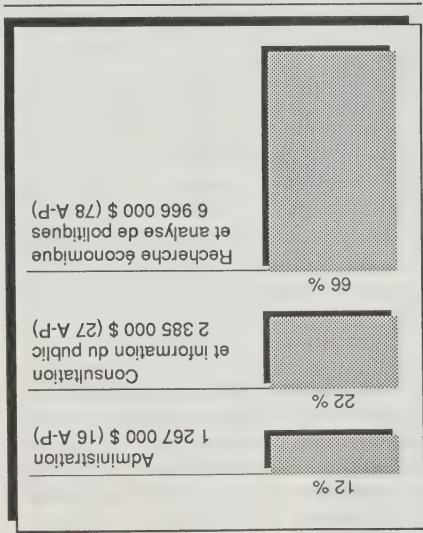 12 %
Administration
1 267 000 $ (16 A-P)
22 %
Consultation
et information du public
2 385 000 $ (27 A-P)
66 %
Recherche économique
et analyse de politiques
6 966 000 $ (78 A-P)